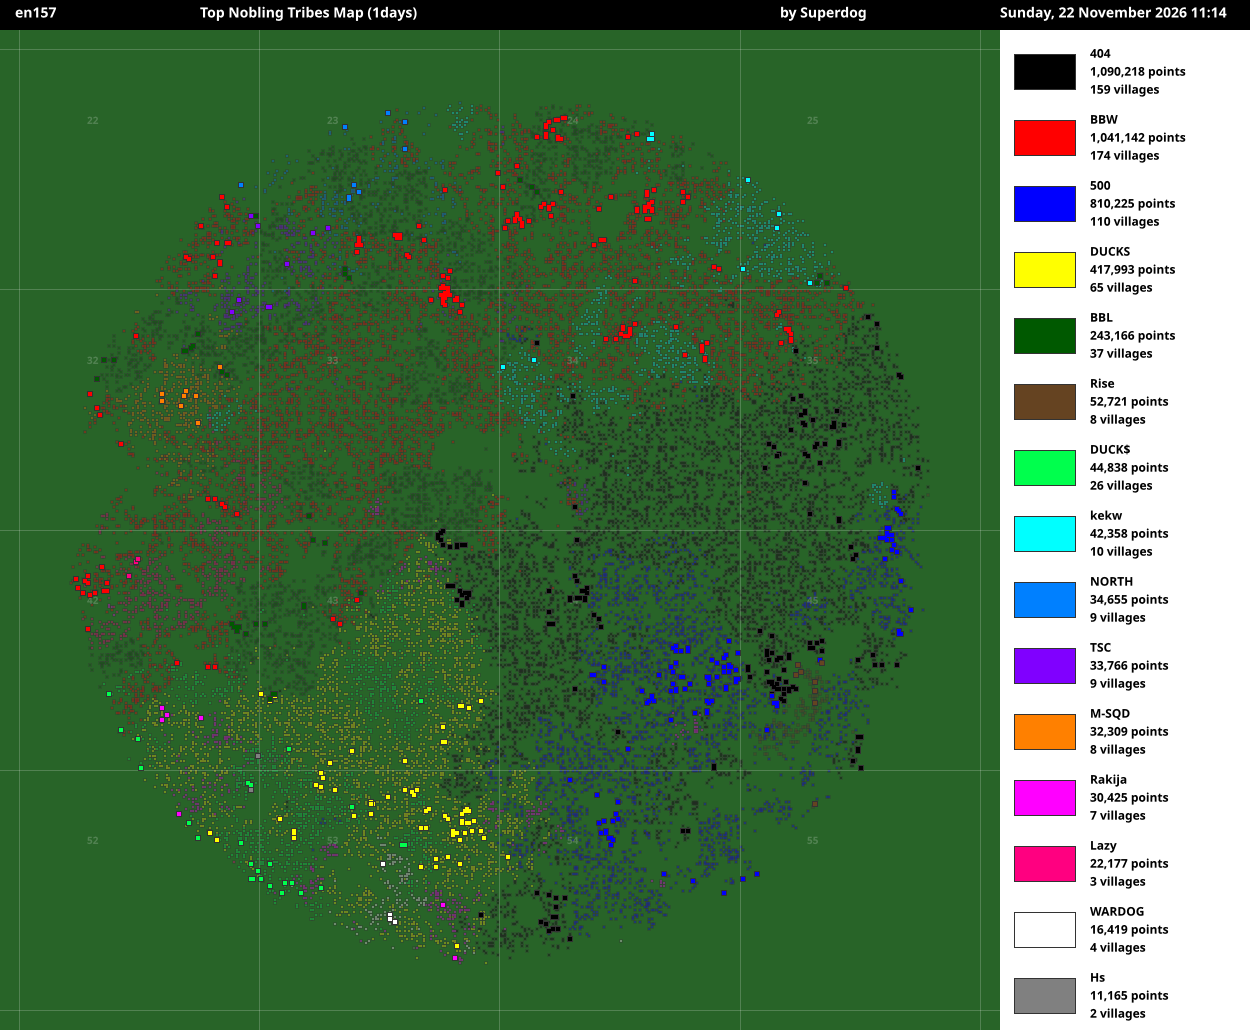 en157 Top Nobling Tribes Map (1days) by Superdog Sunday, 22 November 2026 11:14
22 23 24 25
32 33 34 35
42 43 44 45
52 53 54 55
404
1,090,218 points
159 villages
BBW
1,041,142 points
174 villages
500
810,225 points
110 villages
DUCKS
417,993 points
65 villages
BBL
243,166 points
37 villages
Rise
52,721 points
8 villages
DUCK$
44,838 points
26 villages
kekw
42,358 points
10 villages
NORTH
34,655 points
9 villages
TSC
33,766 points
9 villages
M-SQD
32,309 points
8 villages
Rakija
30,425 points
7 villages
Lazy
22,177 points
3 villages
WARDOG
16,419 points
4 villages
Hs
11,165 points
2 villages